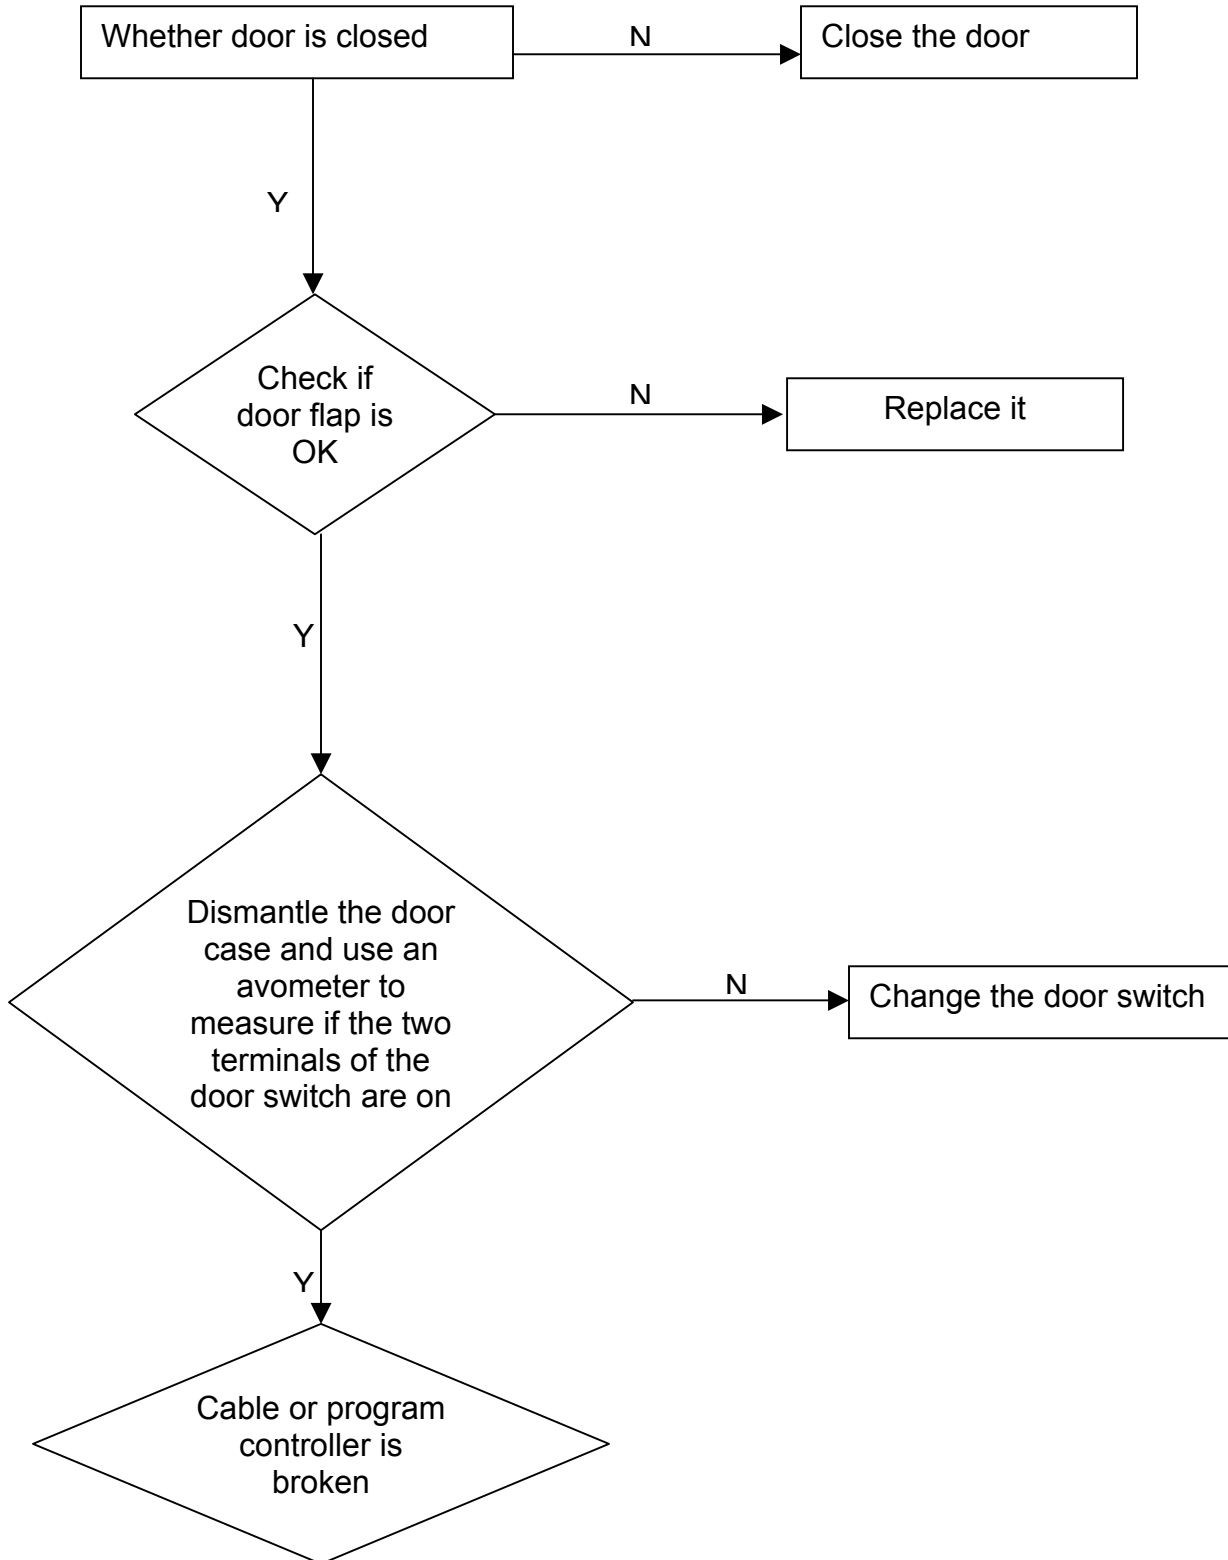 Whether door is closed
N
Close the door
Y
Check if
door flap is
OK
N
Replace it
Y
Dismantle the door
case and use an
avometer to
measure if the two
terminals of the
door switch are on
N
Change the door switch
Y
Cable or program
controller is
broken